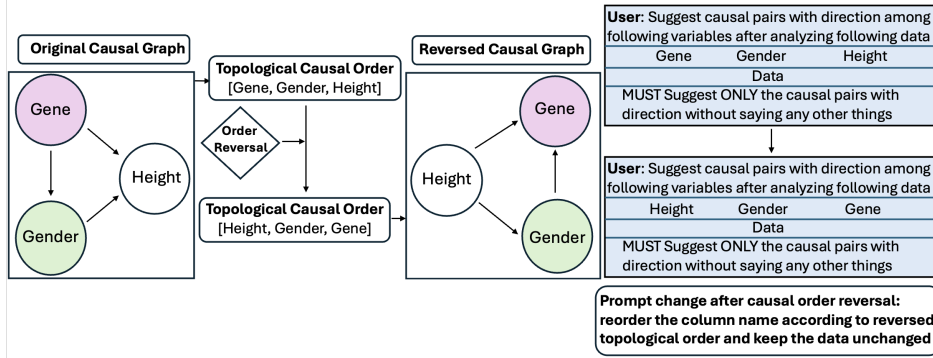 Original Causal Graph
Gene
Height
Gender
Topological Causal Order
[Gene, Gender, Height]
Order
Reversal
Topological Causal Order
[Height, Gender, Gene]
Reversed Causal Graph
Gene
Height
Gender
User: Suggest causal pairs with direction among
following variables after analyzing following data
Gene Gender Height
Data
MUST Suggest ONLY the causal pairs with
direction without saying any other things
User: Suggest causal pairs with direction among
following variables after analyzing following data
Height Gender Gene
Data
MUST Suggest ONLY the causal pairs with
direction without saying any other things
Prompt change after causal order reversal:
reorder the column name according to reversed
topological order and keep the data unchanged